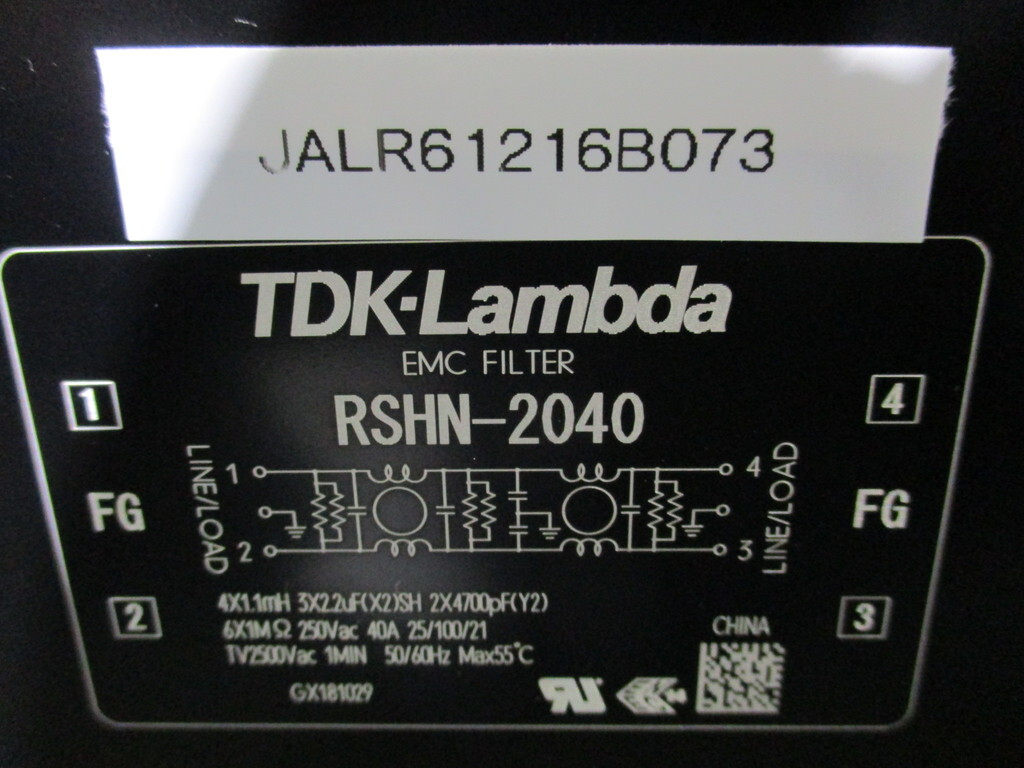 JALR61216B073
TDK·Lambda
EMC FILTER
RSHN-2040
1
4
LINE/LOAD
1
4
LINE/LOAD
FG
FG
2
3
2
3
4X1.1mH 3X2.2uF(X2)SH 2X4700pF(Y2)
6X1MΩ 250Vac 40A 25/100/21
TV2500Vac 1MIN 50/60Hz Max55°C
CHINA
GX181029